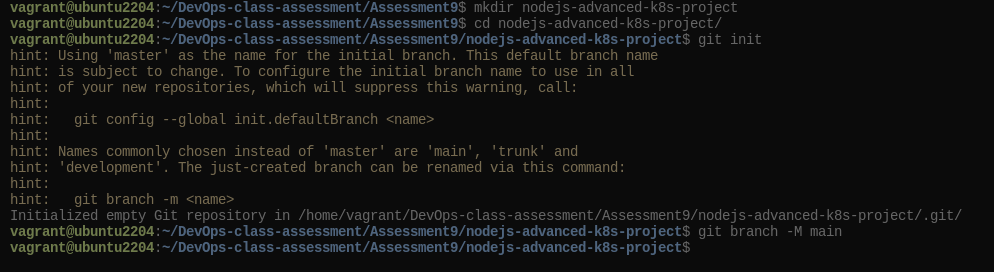 vagrant@ubuntu2204:~/DevOps-class-assessment/Assessment9$ mkdir nodejs-advanced-k8s-project
vagrant@ubuntu2204:~/DevOps-class-assessment/Assessment9$ cd nodejs-advanced-k8s-project/
vagrant@ubuntu2204:~/DevOps-class-assessment/Assessment9/nodejs-advanced-k8s-project$ git init
hint: Using 'master' as the name for the initial branch. This default branch name
hint: is subject to change. To configure the initial branch name to use in all
hint: of your new repositories, which will suppress this warning, call:
hint:
hint:   git config --global init.defaultBranch <name>
hint:
hint: Names commonly chosen instead of 'master' are 'main', 'trunk' and
hint: 'development'. The just-created branch can be renamed via this command:
hint:
hint:   git branch -m <name>
Initialized empty Git repository in /home/vagrant/DevOps-class-assessment/Assessment9/nodejs-advanced-k8s-project/.git/
vagrant@ubuntu2204:~/DevOps-class-assessment/Assessment9/nodejs-advanced-k8s-project$ git branch -M main
vagrant@ubuntu2204:~/DevOps-class-assessment/Assessment9/nodejs-advanced-k8s-project$